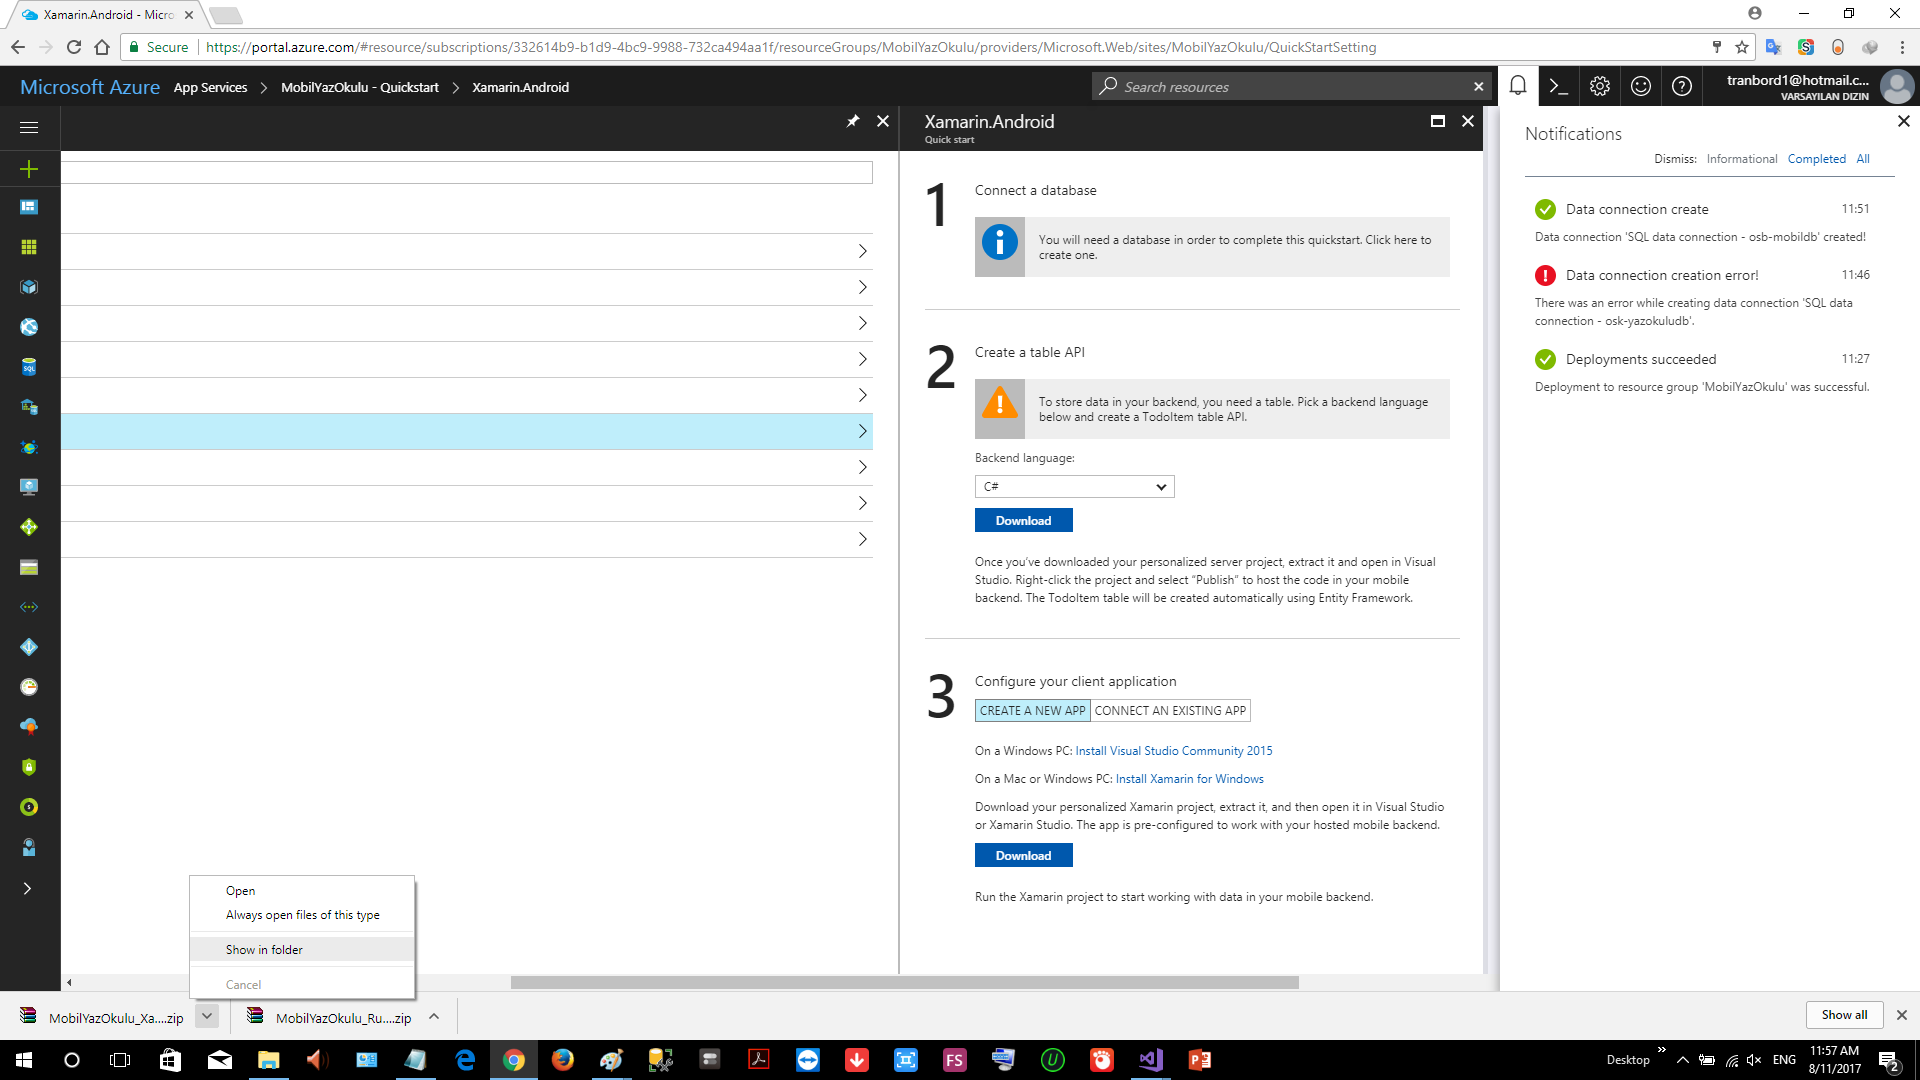 Xamarin.Android - Micro
Secure
https://portal.azure.com/#resource/subscriptions/332614b9-b1d9-4bc9-9988-732ca494aa1f/resourceGroups/MobilYazOkulu/providers/Microsoft.Web/sites/MobilYazOkulu/QuickStartSetting
Microsoft Azure App Services > MobilYazOkulu - Quickstart > Xamarin.Android
Search resources
tranbord1@hotmail.c...
VARSAYILAN DIZIN
Xamarin.Android
Quick start
1
Connect a database
You will need a database in order to complete this quickstart. Click here to
create one.
2
Create a table API
To store data in your backend, you need a table. Pick a backend language
below and create a TodoItem table API.
Backend language:
C#
Download
Once you've downloaded your personalized server project, extract it and open in Visual
Studio. Right-click the project and select "Publish" to host the code in your mobile
backend. The TodoItem table will be created automatically using Entity Framework.
3
Configure your client application
CREATE A NEW APP CONNECT AN EXISTING APP
On a Windows PC: Install Visual Studio Community 2015
On a Mac or Windows PC: Install Xamarin for Windows
Download your personalized Xamarin project, extract it, and then open it in Visual Studio
or Xamarin Studio. The app is pre-configured to work with your hosted mobile backend.
Download
Run the Xamarin project to start working with data in your mobile backend.
Notifications
Dismiss: Informational Completed All
Data connection create 11:51
Data connection 'SQL data connection - osb-mobildb' created!
Data connection creation error! 11:46
There was an error while creating data connection 'SQL data
connection - osk-yazokuludb'.
Deployments succeeded 11:27
Deployment to resource group 'MobilYazOkulu' was successful.
Open
Always open files of this type
Show in folder
Cancel
MobilYazOkulu_Xa....zip
MobilYazOkulu_Ru....zip
Show all
SQL
FS
Desktop
ENG
11:57 AM
8/11/2017
2